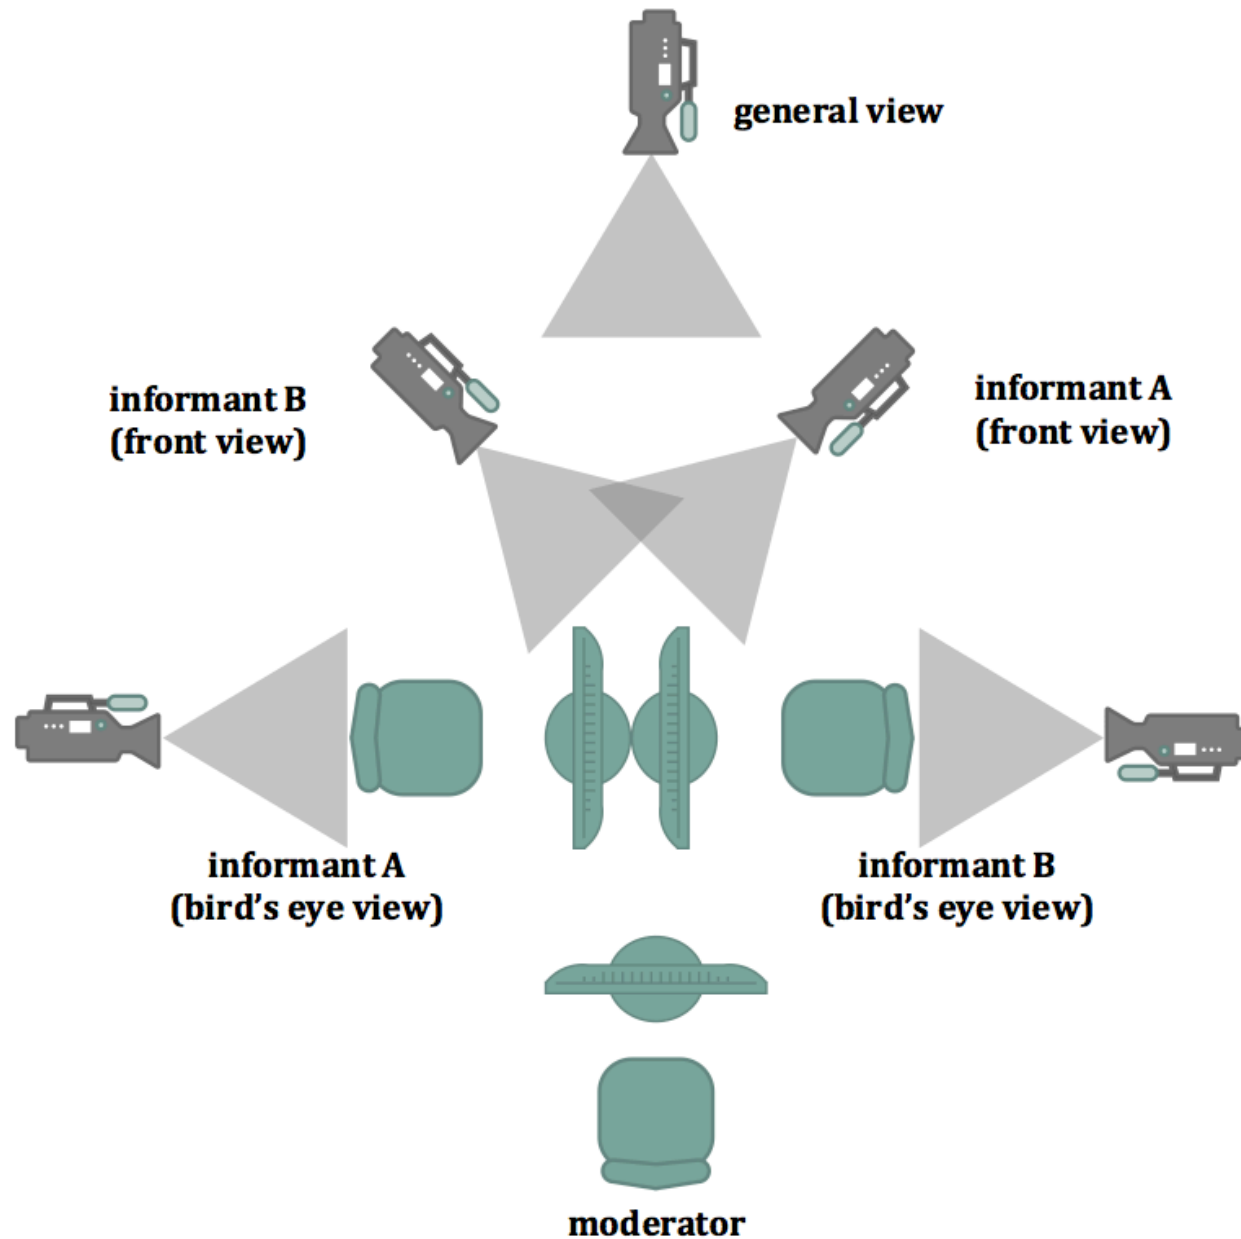 general view
informant B
(front view)
informant A
(front view)
informant A
(bird’s eye view)
informant B
(bird’s eye view)
moderator